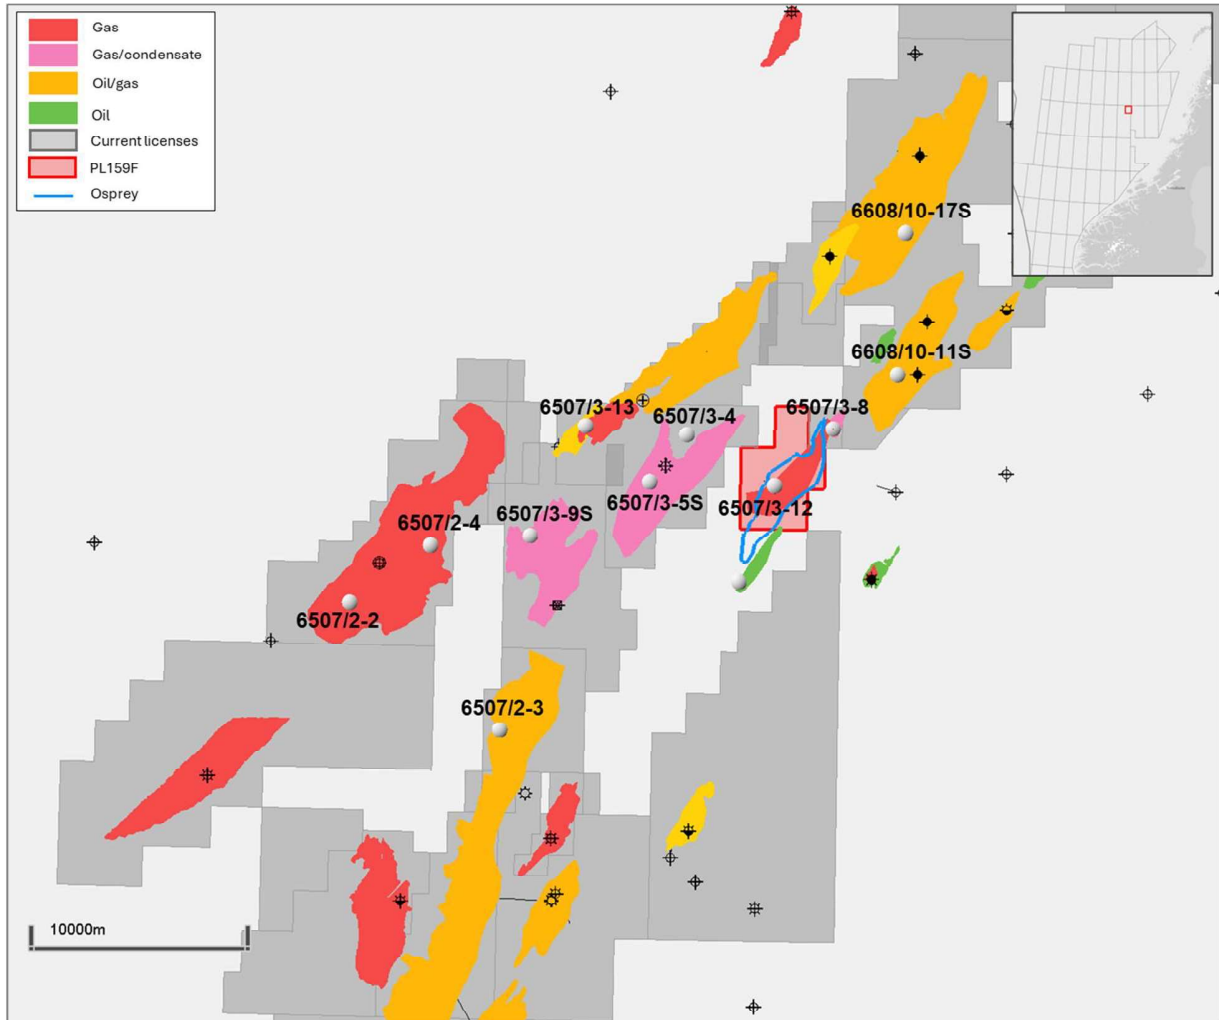 Gas
Gas/condensate
Oil/gas
Oil
Current licenses
PL159F
Osprey
6608/10-17S
6608/10-11S
6507/3-13
6507/3-4
6507/3-8
6507/3-5S
6507/3-12
6507/3-9S
6507/2-4
6507/2-2
6507/2-3
10000m